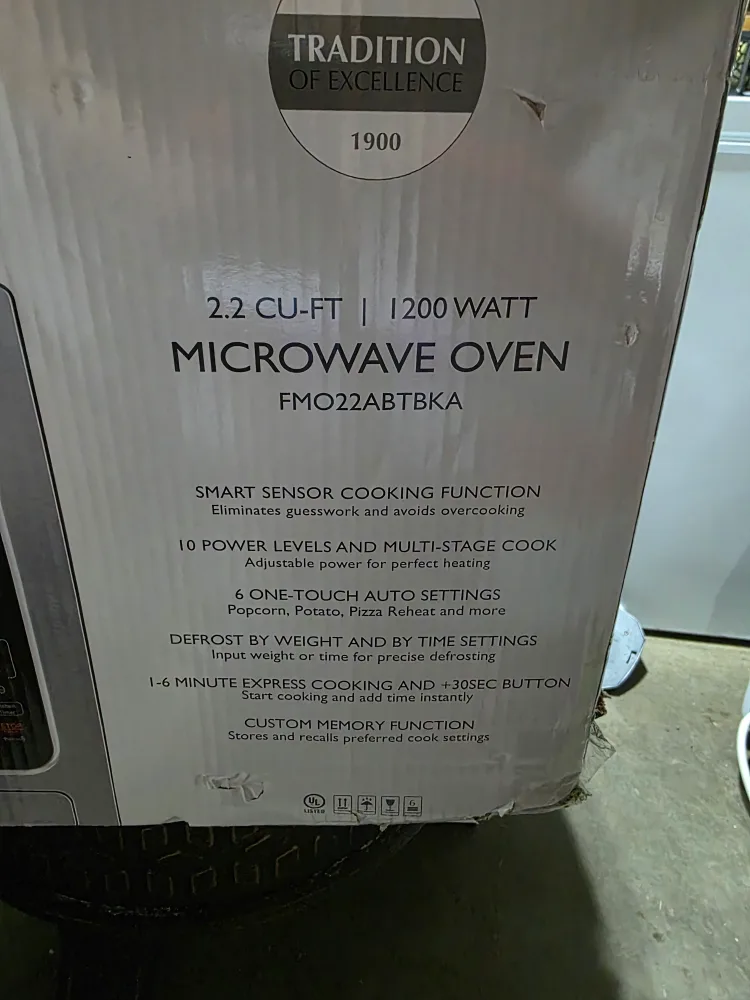 TRADITION
OF EXCELLENCE
1900
2.2 CU-FT | 1200 WATT
MICROWAVE OVEN
FMO22ABTBKA
SMART SENSOR COOKING FUNCTION
Eliminates guesswork and avoids overcooking
10 POWER LEVELS AND MULTI-STAGE COOK
Adjustable power for perfect heating
6 ONE-TOUCH AUTO SETTINGS
Popcorn, Potato, Pizza Reheat and more
DEFROST BY WEIGHT AND BY TIME SETTINGS
Input weight or time for precise defrosting
1-6 MINUTE EXPRESS COOKING AND +30SEC BUTTON
Start cooking and add time instantly
CUSTOM MEMORY FUNCTION
Stores and recalls preferred cook settings
UL
LISTED
6